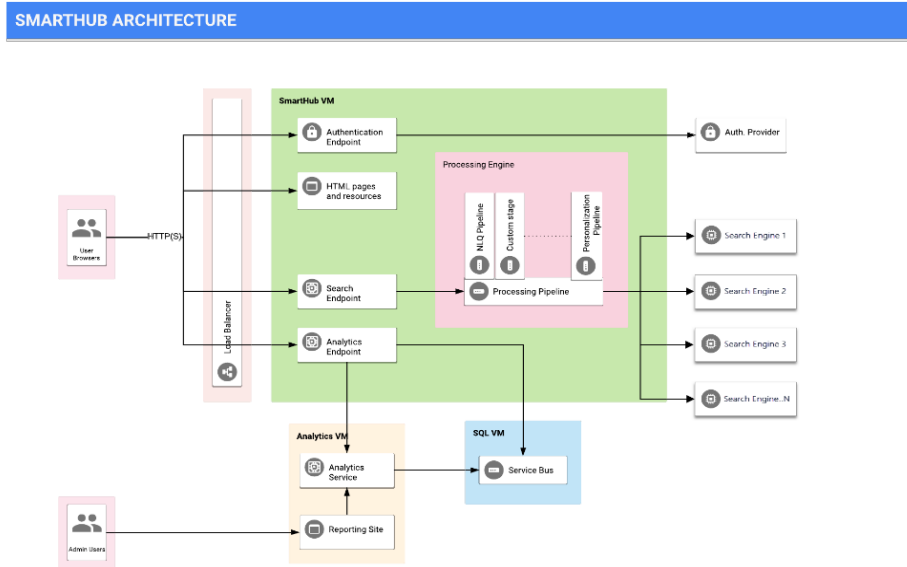 SMARTHUB ARCHITECTURE
SmartHub VM
Authentication
Endpoint
Auth. Provider
Processing Engine
HTML pages
and resources
NLQ Pipeline
Custom stage
Personalization
Pipeline
User
Browsers
HTTP(S)
Search Engine 1
Search
Endpoint
Processing Pipeline
Search Engine 2
Load Balancer
Analytics
Endpoint
Search Engine 3
Search Engine..N
Analytics VM
SQL VM
Analytics
Service
Service Bus
Reporting Site
Admin Users